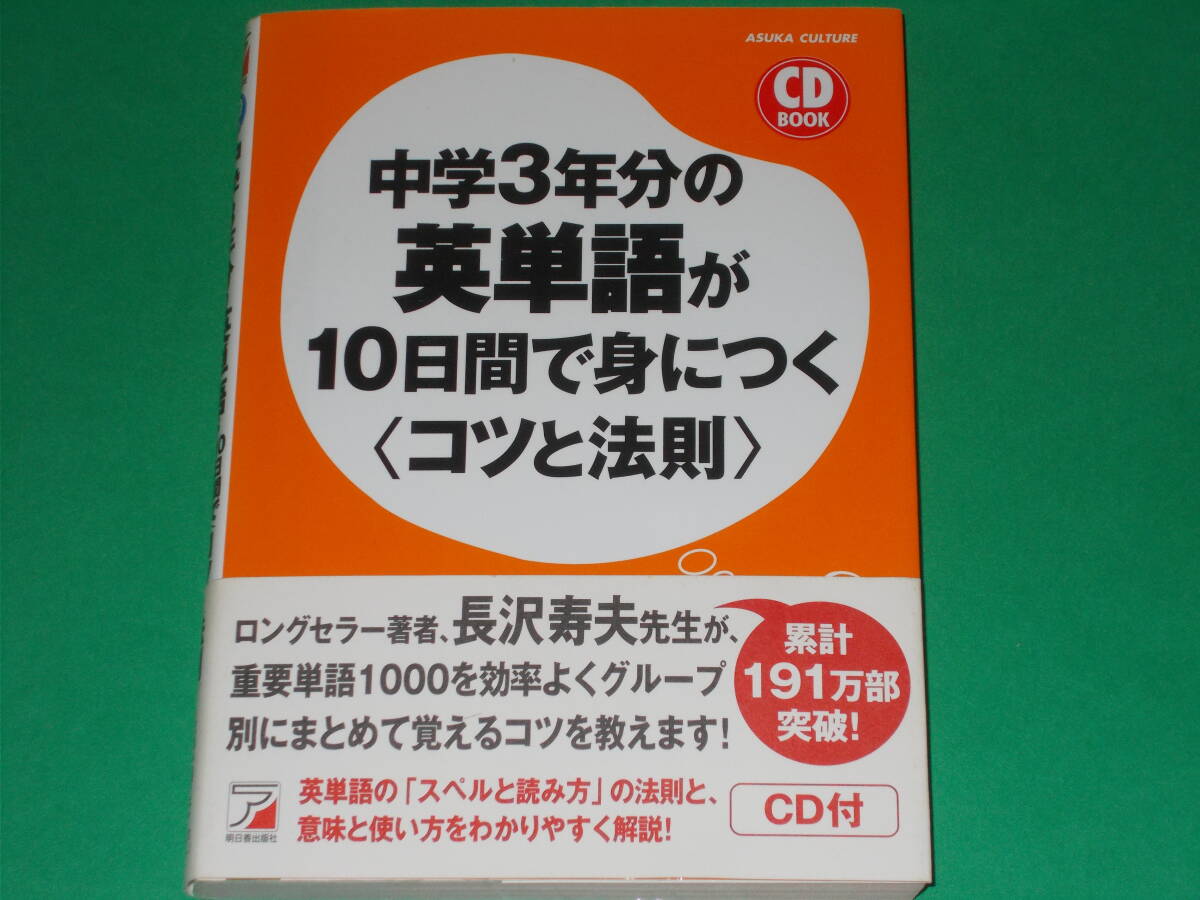 ASUKA CULTURE
CD
BOOK
中学3年分の
英単語が
10日間で身につく
〈コツと法則〉
ロングセラー著者、長沢寿夫先生が、
重要単語1000を効率よくグループ
別にまとめて覚えるコツを教えます!
累計
191万部
突破!
英単語の「スペルと読み方」の法則と、
意味と使い方をわかりやすく解説!
CD付
ア
明日香出版社